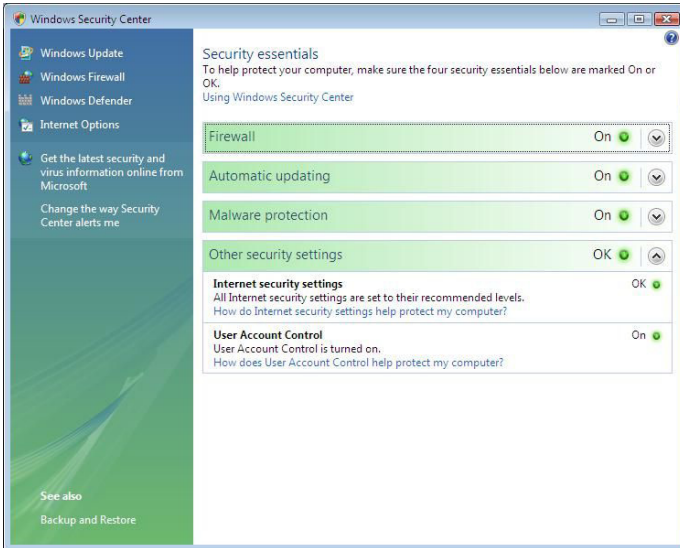 Windows Security Center
Windows Update
Windows Firewall
Windows Defender
Internet Options
Get the latest security and
virus information online from
Microsoft
Change the way Security
Center alerts me
See also
Backup and Restore
Security essentials
To help protect your computer, make sure the four security essentials below are marked On or
OK.
Using Windows Security Center
Firewall On
Automatic updating On
Malware protection On
Other security settings OK
Internet security settings OK
All Internet security settings are set to their recommended levels.
How do Internet security settings help protect my computer?
User Account Control On
User Account Control is turned on.
How does User Account Control help protect my computer?